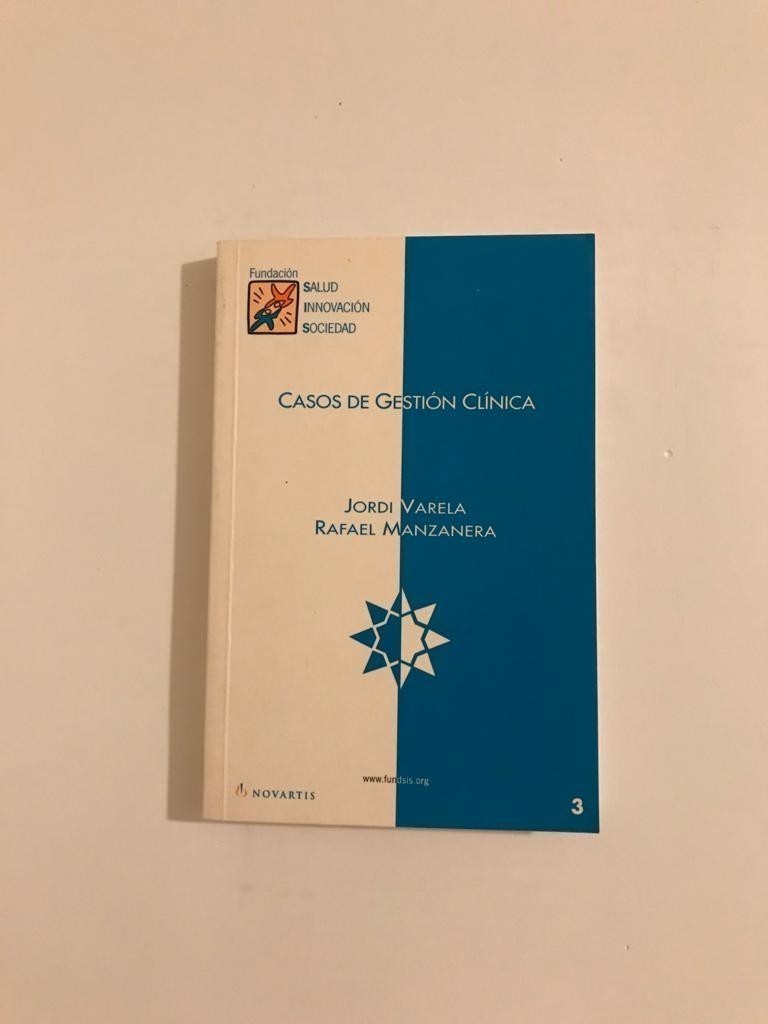 Fundación
SALUD
INNOVACIÓN
SOCIEDAD
CASOS DE GESTIÓN CLÍNICA
JORDI VARELA
RAFAEL MANZANERA
www.fundsis.org
NOVARTIS
3